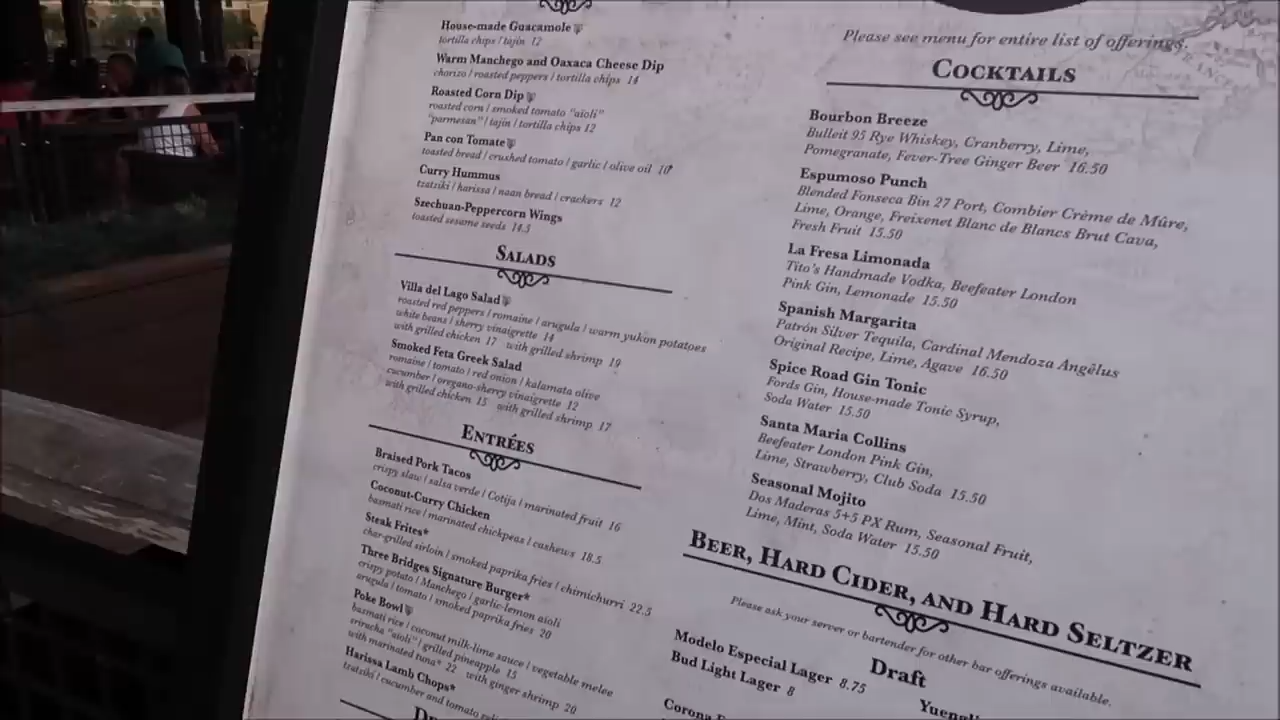 House-made Guacamole
tortilla chips / tajín 12
Warm Manchego and Oaxaca Cheese Dip
chorizo / roasted peppers / tortilla chips 14
Roasted Corn Dip
roasted corn / smoked tomato "aïoli"
"parmesan" / tajín / tortilla chips 12
Pan con Tomate
toasted bread / crushed tomato / garlic / olive oil 10
Curry Hummus
tzatziki / harissa / naan bread / crackers 12
Szechuan-Peppercorn Wings
toasted sesame seeds 14.5
SALADS
Villa del Lago Salad
roasted red peppers / romaine / arugula / warm yukon potatoes
white beans / sherry vinaigrette 14
with grilled chicken 17 with grilled shrimp 19
Smoked Feta Greek Salad
romaine / tomato / red onion / kalamata olive
cucumber / oregano-sherry vinaigrette 12
with grilled chicken 15 with grilled shrimp 17
ENTRÉES
Braised Pork Tacos
crispy slaw / salsa verde / Cotija / marinated fruit 16
Coconut-Curry Chicken
basmati rice / marinated chickpeas / cashews 18.5
Steak Frites*
char-grilled sirloin / smoked paprika fries / chimichurri 22.5
Three Bridges Signature Burger*
crispy potato / Manchego / garlic-lemon aïoli
arugula / tomato / smoked paprika fries 20
Poke Bowl
basmati rice / coconut milk-lime sauce / vegetable melee
sriracha "aïoli" / grilled pineapple 15
with marinated tuna* 22 with ginger shrimp 20
Harissa Lamb Chops*
tzatziki / cucumber and tomato
Please see menu for entire list of offerings.
COCKTAILS
Bourbon Breeze
Bulleit 95 Rye Whiskey, Cranberry, Lime,
Pomegranate, Fever-Tree Ginger Beer 16.50
Espumoso Punch
Blended Fonseca Bin 27 Port, Combier Crème de Mûre,
Lime, Orange, Freixenet Blanc de Blancs Brut Cava,
Fresh Fruit 15.50
La Fresa Limonada
Tito's Handmade Vodka, Beefeater London
Pink Gin, Lemonade 15.50
Spanish Margarita
Patrón Silver Tequila, Cardinal Mendoza Angêlus
Original Recipe, Lime, Agave 16.50
Spice Road Gin Tonic
Fords Gin, House-made Tonic Syrup,
Soda Water 15.50
Santa Maria Collins
Beefeater London Pink Gin,
Lime, Strawberry, Club Soda 15.50
Seasonal Mojito
Dos Maderas 5+5 PX Rum, Seasonal Fruit,
Lime, Mint, Soda Water 15.50
BEER, HARD CIDER, AND HARD SELTZER
Please ask your server or bartender for other bar offerings available.
Draft
Modelo Especial Lager 8.75
Bud Light Lager 8
Corona